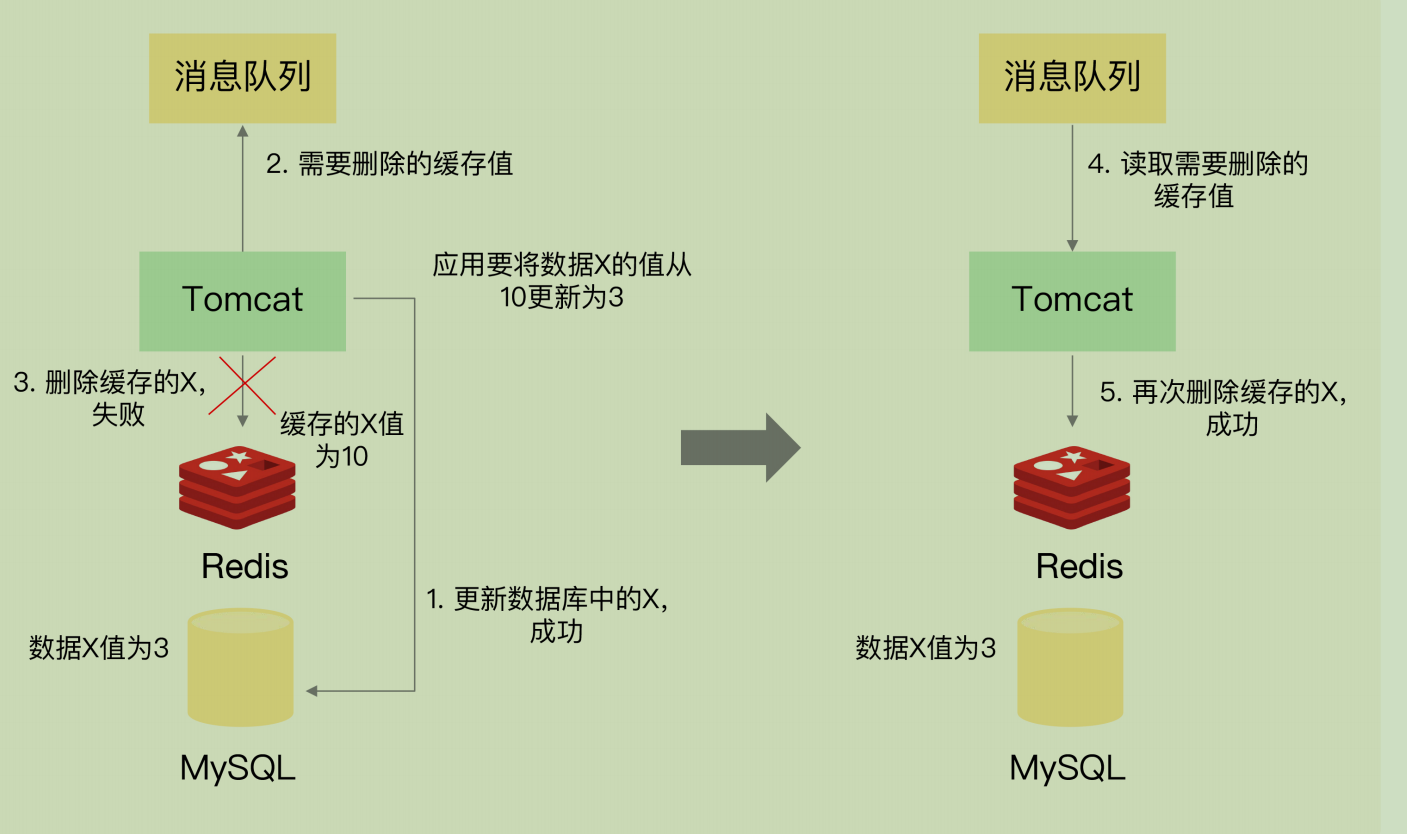 消息队列
2. 需要删除的缓存值
Tomcat
应用要将数据X的值从
10更新为3
3. 删除缓存的X,
失败
缓存的X值
为10
Redis
1. 更新数据库中的X,
成功
数据X值为3
MySQL
消息队列
4. 读取需要删除的
缓存值
Tomcat
5. 再次删除缓存的X,
成功
Redis
数据X值为3
MySQL